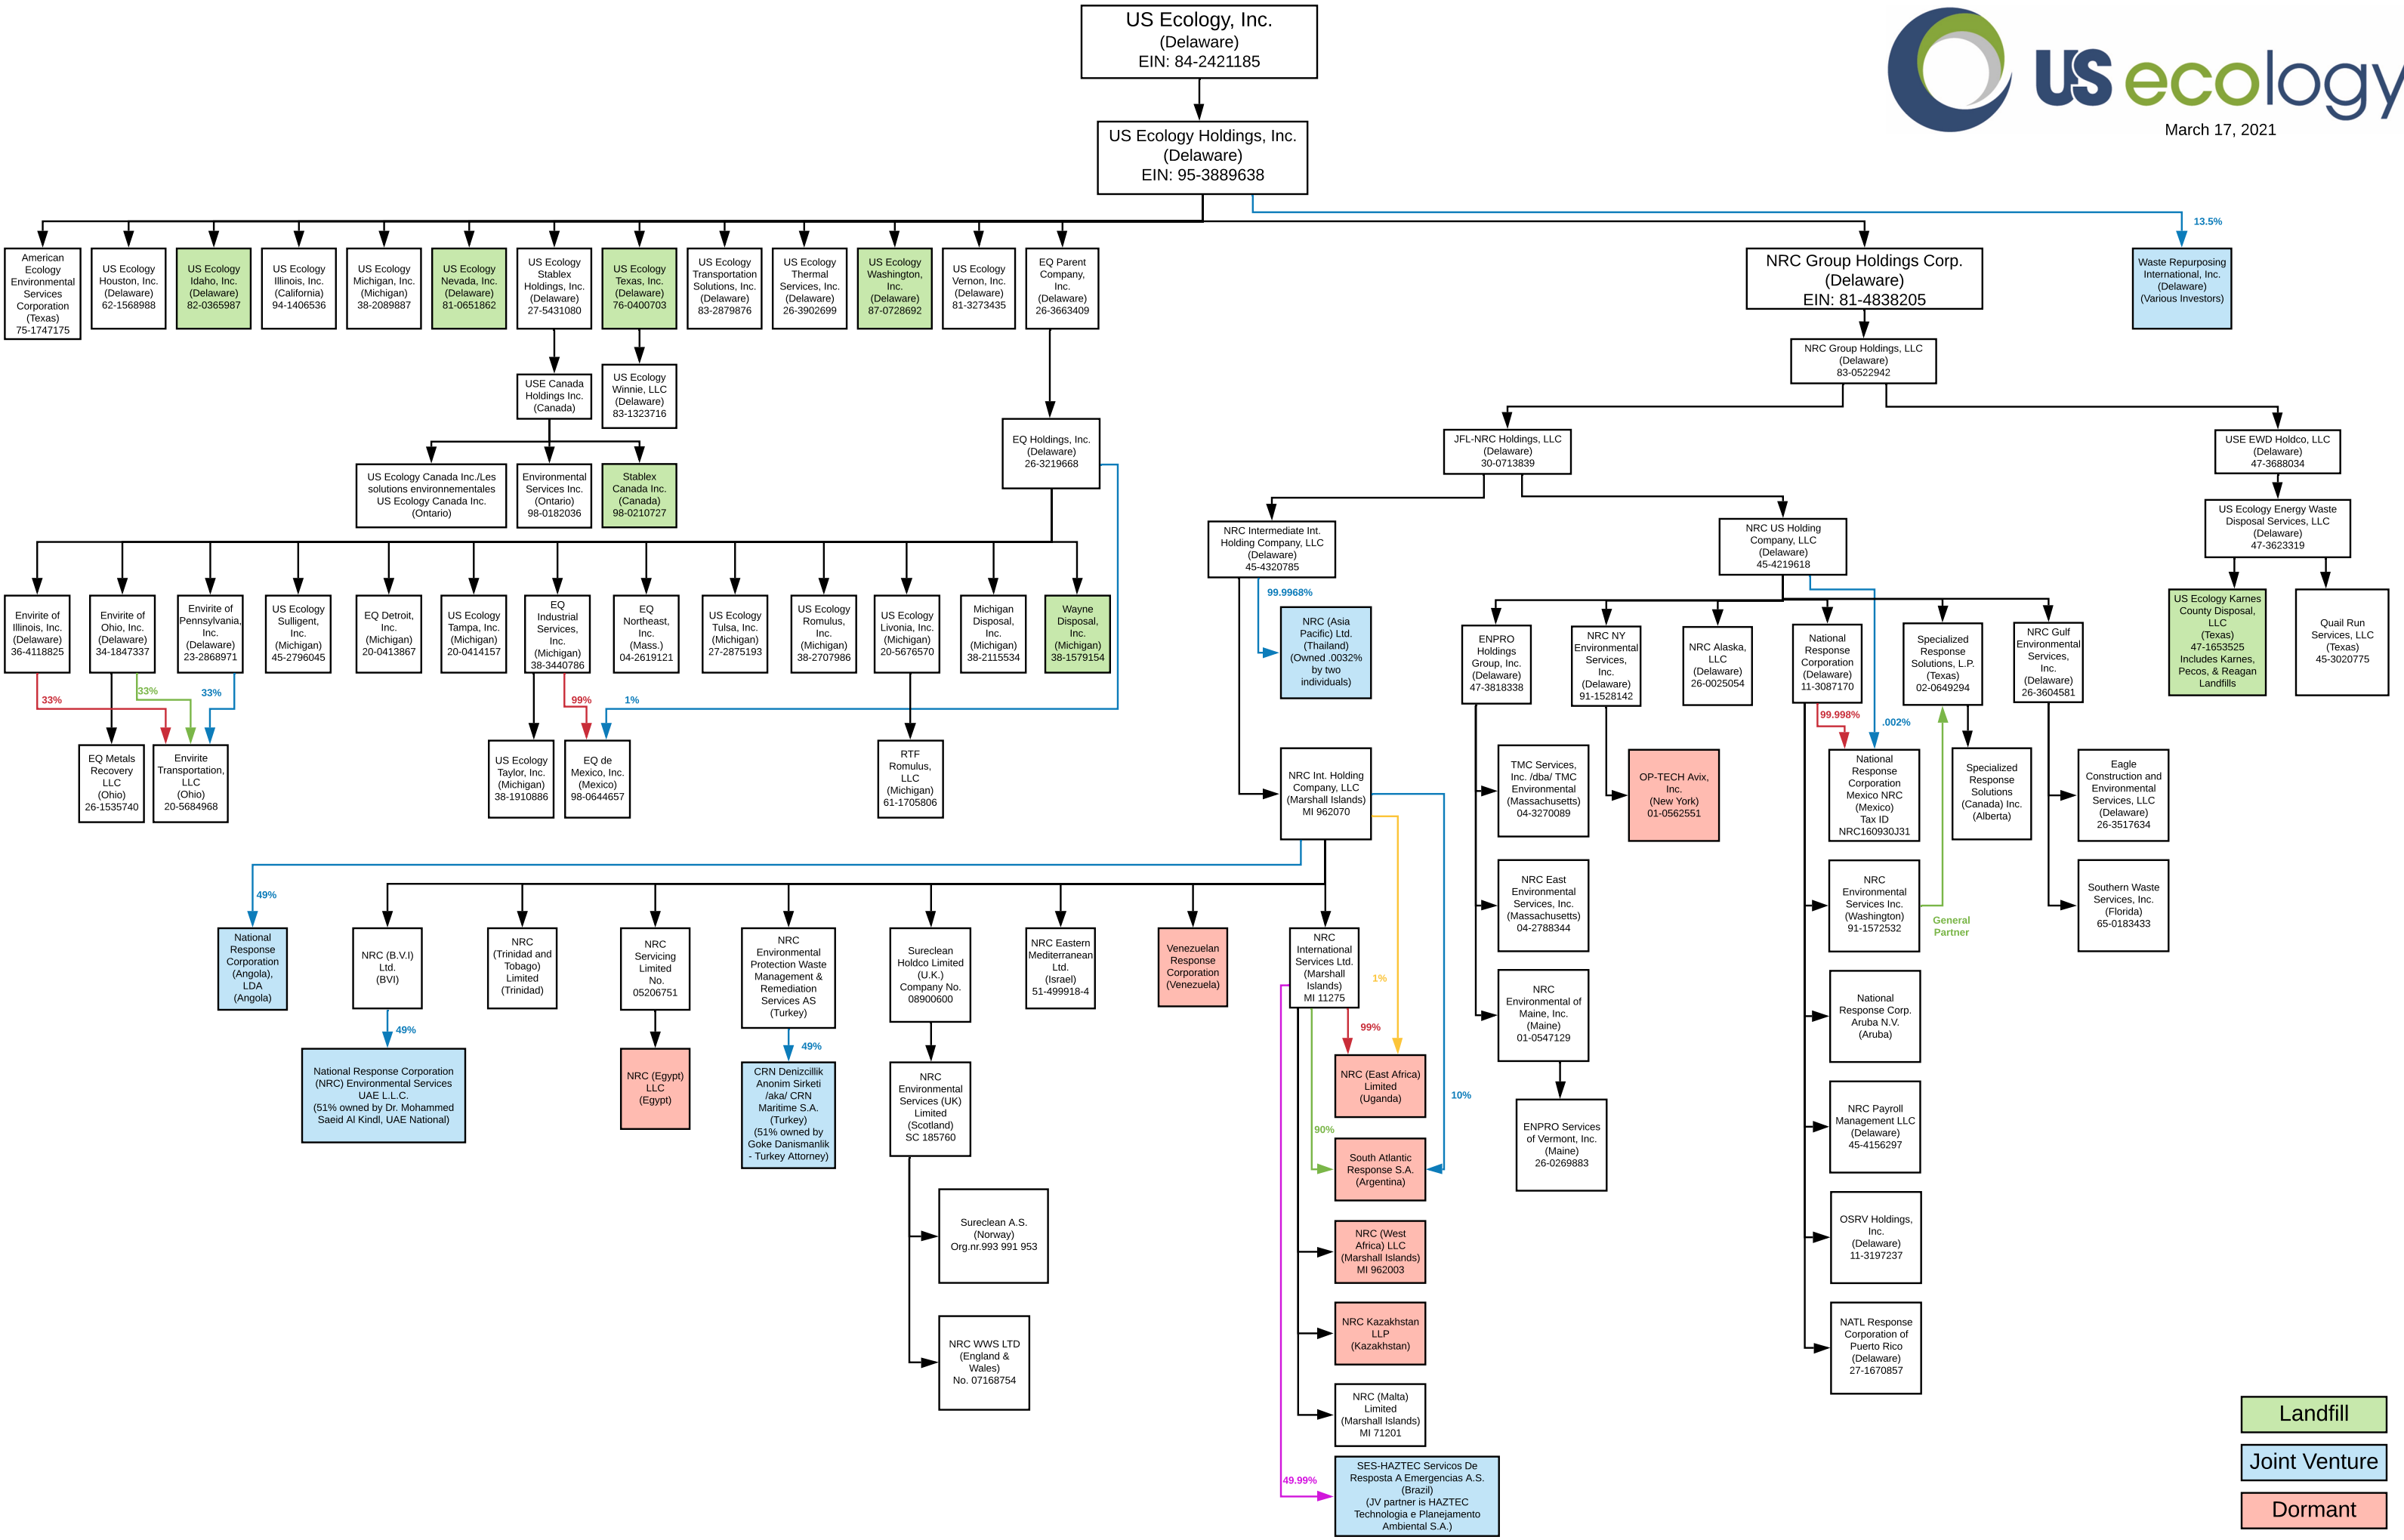 US Ecology, Inc.
(Delaware)
EIN: 84-2421185
US ecology
March 17, 2021
US Ecology Holdings, Inc.
(Delaware)
EIN: 95-3889638
13.5%
American
Ecology
Environmental
Services
Corporation
(Texas)
75-1747175
US Ecology
Houston, Inc.
(Delaware)
62-1568988
US Ecology
Idaho, Inc.
(Delaware)
82-0365987
US Ecology
Illinois, Inc.
(California)
94-1406536
US Ecology
Michigan, Inc.
(Michigan)
38-2089887
US Ecology
Nevada, Inc.
(Delaware)
81-0651862
US Ecology
Stablex
Holdings, Inc.
(Delaware)
27-5431080
US Ecology
Texas, Inc.
(Delaware)
76-0400703
US Ecology
Transportation
Solutions, Inc.
(Delaware)
83-2879876
US Ecology
Thermal
Services, Inc.
(Delaware)
26-3902699
US Ecology
Washington,
Inc.
(Delaware)
87-0728692
US Ecology
Vernon, Inc.
(Delaware)
81-3273435
EQ Parent
Company,
Inc.
(Delaware)
26-3663409
NRC Group Holdings Corp.
(Delaware)
EIN: 81-4838205
Waste Repurposing
International, Inc.
(Delaware)
(Various Investors)
NRC Group Holdings, LLC
(Delaware)
83-0522942
USE Canada
Holdings Inc.
(Canada)
US Ecology
Winnie, LLC
(Delaware)
83-1323716
EQ Holdings, Inc.
(Delaware)
26-3219668
JFL-NRC Holdings, LLC
(Delaware)
30-0713839
USE EWD Holdco, LLC
(Delaware)
47-3688034
US Ecology Canada Inc./Les
solutions environnementales
US Ecology Canada Inc.
(Ontario)
Environmental
Services Inc.
(Ontario)
98-0182036
Stablex
Canada Inc.
(Canada)
98-0210727
NRC Intermediate Int.
Holding Company, LLC
(Delaware)
45-4320785
NRC US Holding
Company, LLC
(Delaware)
45-4219618
US Ecology Energy Waste
Disposal Services, LLC
(Delaware)
47-3623319
Envirite of
Illinois, Inc.
(Delaware)
36-4118825
Envirite of
Ohio, Inc.
(Delaware)
34-1847337
Envirite of
Pennsylvania,
Inc.
(Delaware)
23-2868971
US Ecology
Sulligent,
Inc.
(Michigan)
45-2796045
EQ Detroit,
Inc.
(Michigan)
20-0413867
US Ecology
Tampa, Inc.
(Michigan)
20-0414157
EQ
Industrial
Services,
Inc.
(Michigan)
38-3440786
EQ
Northeast,
Inc.
(Mass.)
04-2619121
US Ecology
Tulsa, Inc.
(Michigan)
27-2875193
US Ecology
Romulus,
Inc.
(Michigan)
38-2707986
US Ecology
Livonia, Inc.
(Michigan)
20-5676570
Michigan
Disposal,
Inc.
(Michigan)
38-2115534
Wayne
Disposal,
Inc.
(Michigan)
38-1579154
99.9968%
NRC (Asia
Pacific) Ltd.
(Thailand)
(Owned .0032%
by two
individuals)
ENPRO
Holdings
Group, Inc.
(Delaware)
47-3818338
NRC NY
Environmental
Services,
Inc.
(Delaware)
91-1528142
NRC Alaska,
LLC
(Delaware)
26-0025054
National
Response
Corporation
(Delaware)
11-3087170
Specialized
Response
Solutions, L.P.
(Texas)
02-0649294
NRC Gulf
Environmental
Services,
Inc.
(Delaware)
26-3604581
US Ecology Karnes
County Disposal,
LLC
(Texas)
47-1653525
Includes Karnes,
Pecos, & Reagan
Landfills
Quail Run
Services, LLC
(Texas)
45-3020775
33%
33%
33%
99%
1%
99.998%
.002%
EQ Metals
Recovery
LLC
(Ohio)
26-1535740
Envirite
Transportation,
LLC
(Ohio)
20-5684968
US Ecology
Taylor, Inc.
(Michigan)
38-1910886
EQ de
Mexico, Inc.
(Mexico)
98-0644657
RTF
Romulus,
LLC
(Michigan)
61-1705806
NRC Int. Holding
Company, LLC
(Marshall Islands)
MI 962070
TMC Services,
Inc. /dba/ TMC
Environmental
(Massachusetts)
04-3270089
OP-TECH Avix,
Inc.
(New York)
01-0562551
National
Response
Corporation
Mexico NRC
(Mexico)
Tax ID
NRC160930J31
Specialized
Response
Solutions
(Canada) Inc.
(Alberta)
Eagle
Construction and
Environmental
Services, LLC
(Delaware)
26-3517634
49%
NRC East
Environmental
Services, Inc.
(Massachusetts)
04-2788344
NRC
Environmental
Services Inc.
(Washington)
91-1572532
General
Partner
Southern Waste
Services, Inc.
(Florida)
65-0183433
National
Response
Corporation
(Angola),
LDA
(Angola)
NRC (B.V.I)
Ltd.
(BVI)
NRC
(Trinidad and
Tobago)
Limited
(Trinidad)
NRC
Servicing
Limited
No.
05206751
NRC
Environmental
Protection Waste
Management &
Remediation
Services AS
(Turkey)
Sureclean
Holdco Limited
(U.K.)
Company No.
08900600
NRC Eastern
Mediterranean
Ltd.
(Israel)
51-499918-4
Venezuelan
Response
Corporation
(Venezuela)
NRC
International
Services Ltd.
(Marshall
Islands)
MI 11275
1%
99%
NRC
Environmental of
Maine, Inc.
(Maine)
01-0547129
National
Response Corp.
Aruba N.V.
(Aruba)
49%
49%
National Response Corporation
(NRC) Environmental Services
UAE L.L.C.
(51% owned by Dr. Mohammed
Saeid Al Kindl, UAE National)
NRC (Egypt)
LLC
(Egypt)
CRN Denizcillik
Anonim Sirketi
/aka/ CRN
Maritime S.A.
(Turkey)
(51% owned by
Goke Danismanlik
- Turkey Attorney)
NRC
Environmental
Services (UK)
Limited
(Scotland)
SC 185760
NRC (East Africa)
Limited
(Uganda)
10%
90%
South Atlantic
Response S.A.
(Argentina)
ENPRO Services
of Vermont, Inc.
(Maine)
26-0269883
NRC Payroll
Management LLC
(Delaware)
45-4156297
Sureclean A.S.
(Norway)
Org.nr.993 991 953
NRC (West
Africa) LLC
(Marshall Islands)
MI 962003
OSRV Holdings,
Inc.
(Delaware)
11-3197237
NRC WWS LTD
(England &
Wales)
No. 07168754
NRC Kazakhstan
LLP
(Kazakhstan)
NATL Response
Corporation of
Puerto Rico
(Delaware)
27-1670857
NRC (Malta)
Limited
(Marshall Islands)
MI 71201
49.99%
SES-HAZTEC Servicos De
Resposta A Emergencias A.S.
(Brazil)
(JV partner is HAZTEC
Technologia e Planejamento
Ambiental S.A.)
Landfill
Joint Venture
Dormant